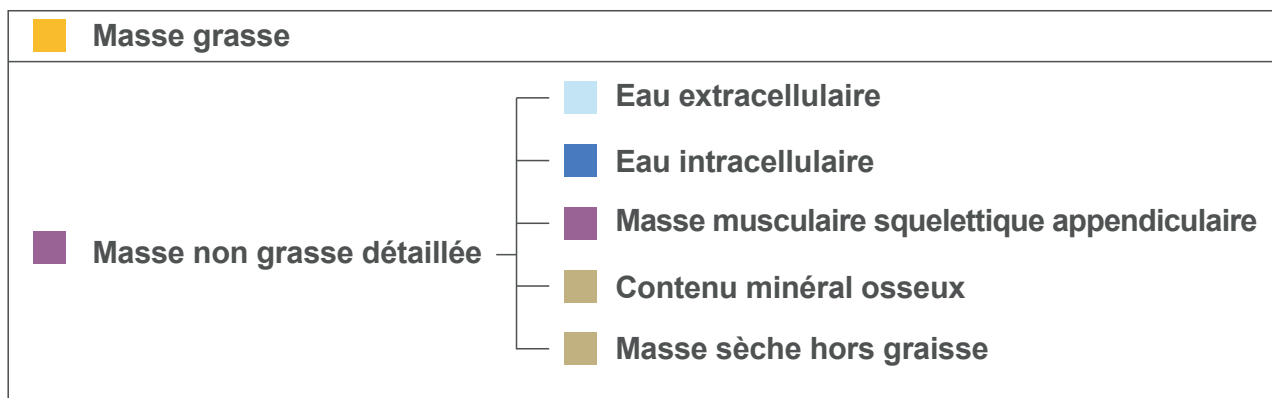 Masse grasse
Eau extracellulaire
Eau intracellulaire
Masse musculaire squelettique appendiculaire
Masse non grasse détaillée
Contenu minéral osseux
Masse sèche hors graisse